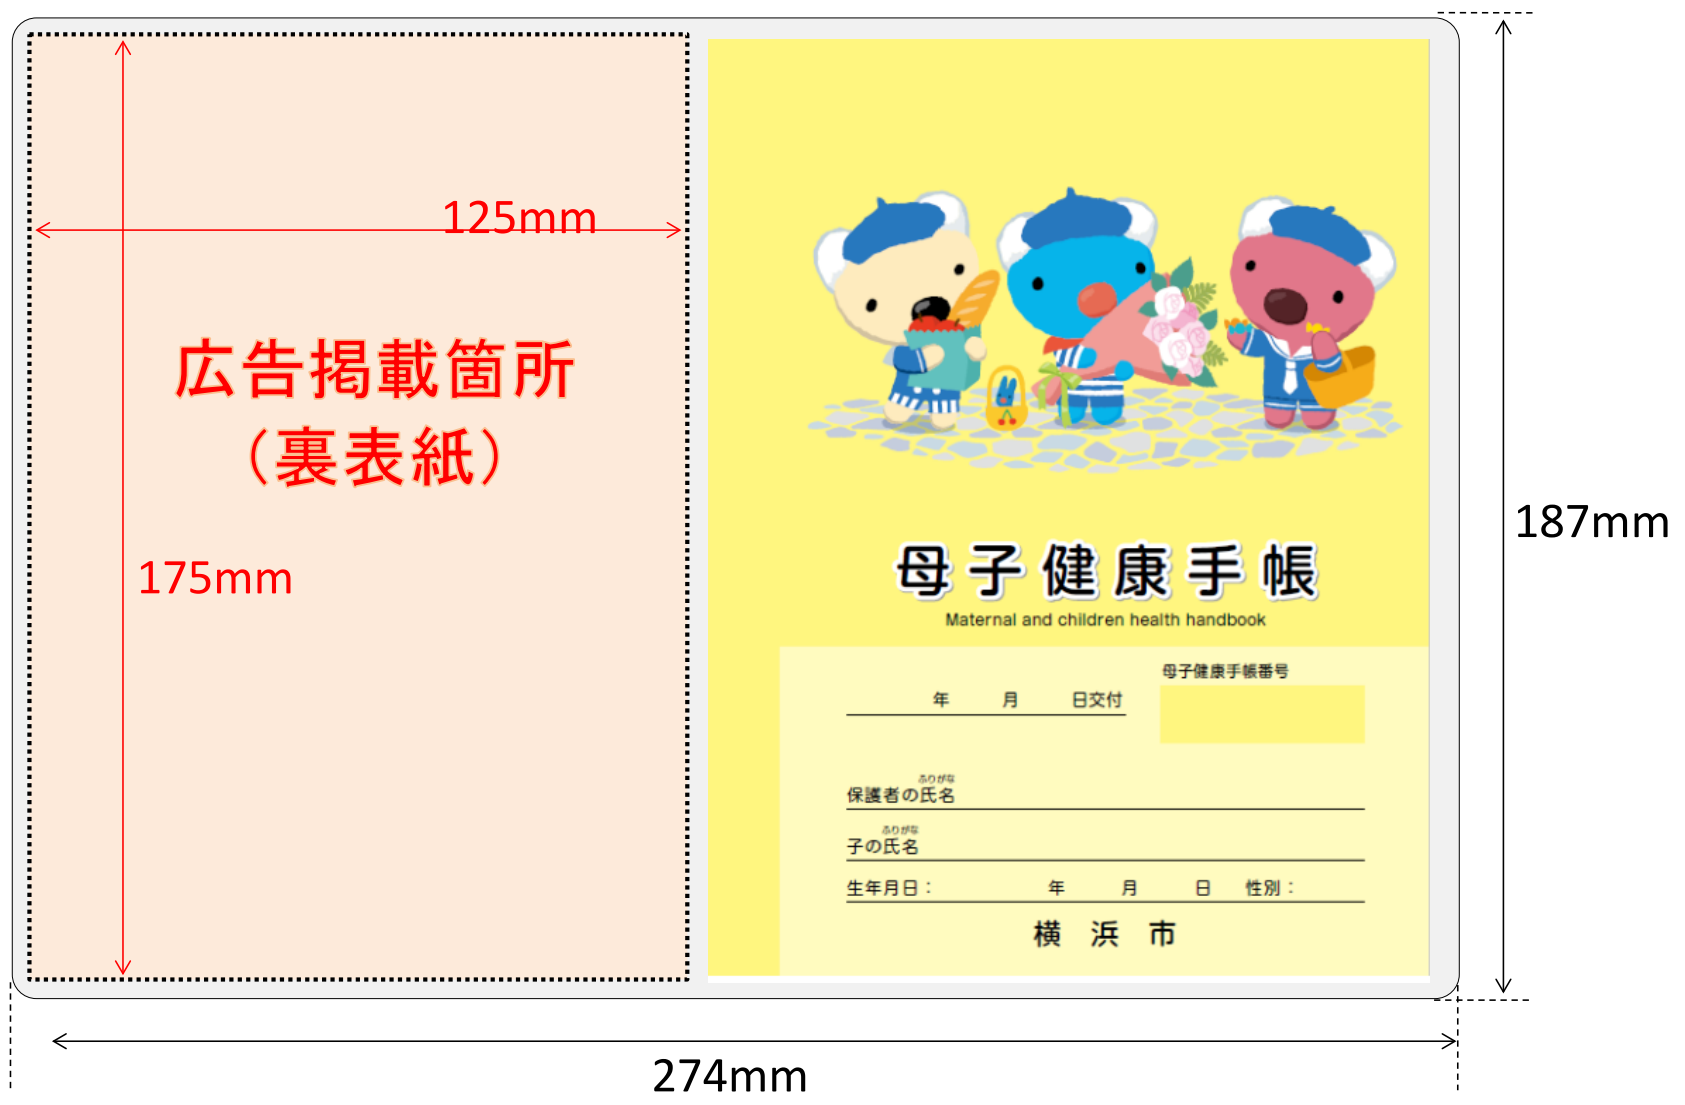 125mm
広告掲載箇所
（裏表紙）
175mm
母子健康手帳
Maternal and children health handbook
母子健康手帳番号
年 月 日交付
ふりがな
保護者の氏名
ふりがな
子の氏名
生年月日： 年 月 日 性別：
横浜市
187mm
274mm